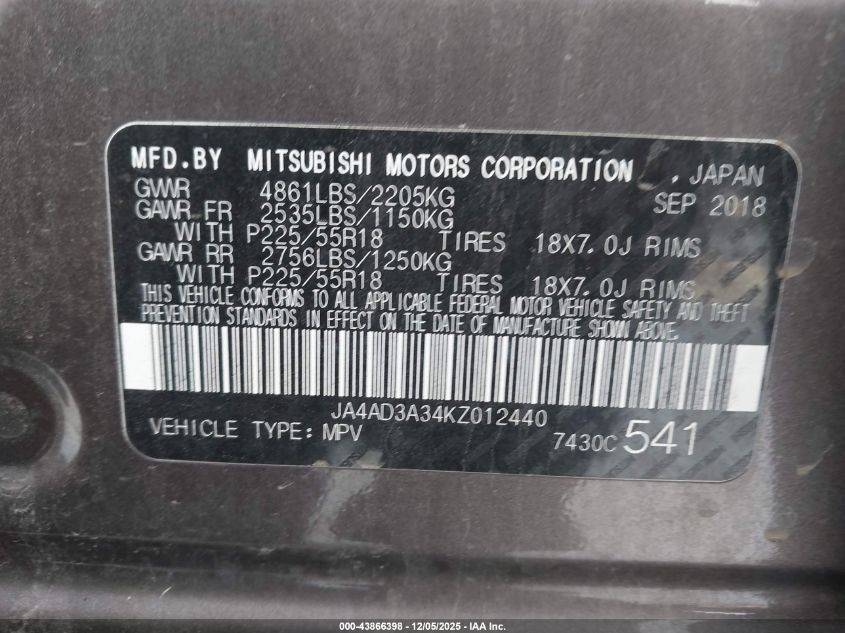 MFD.BY MITSUBISHI MOTORS CORPORATION , JAPAN
GVWR 4861LBS/2205KG SEP 2018
GAWR FR 2535LBS/1150KG
WITH P225/55R18 TIRES 18X7.0J RIMS
GAWR RR 2756LBS/1250KG
WITH P225/55R18 TIRES 18X7.0J RIMS
THIS VEHICLE CONFORMS TO ALL APPLICABLE FEDERAL MOTOR VEHICLE SAFETY AND THEFT
PREVENTION STANDARDS IN EFFECT ON THE DATE OF MANUFACTURE SHOWN ABOVE.
JA4AD3A34KZ012440
VEHICLE TYPE: MPV 7430C 541
000-43866398 - 12/05/2025 - IAA Inc.